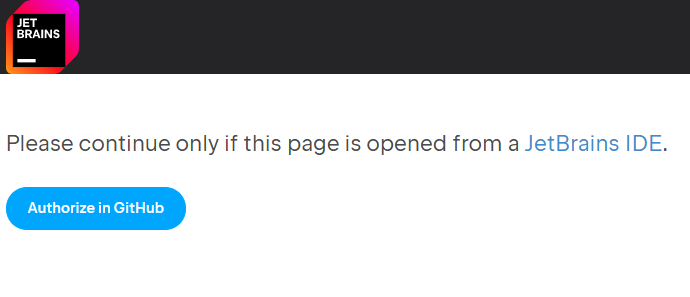 JET
BRAINS
Please continue only if this page is opened from a JetBrains IDE.
Authorize in GitHub